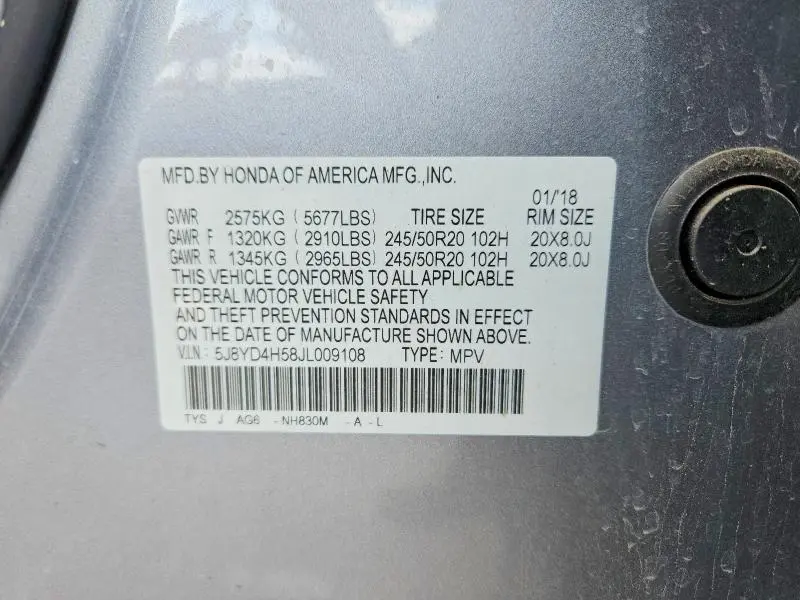 MFD.BY HONDA OF AMERICA MFG.,INC.
01/'18
GVWR 2575KG ( 5677LBS) TIRE SIZE RIM SIZE
GAWR F 1320KG ( 2910LBS) 245/50R20 102H 20X8.0J
GAWR R 1345KG ( 2965LBS) 245/50R20 102H 20X8.0J
THIS VEHICLE CONFORMS TO ALL APPLICABLE
FEDERAL MOTOR VEHICLE SAFETY
AND THEFT PREVENTION STANDARDS IN EFFECT
ON THE DATE OF MANUFACTURE SHOWN ABOVE.
V.I.N.: 5J8YD4H58JL009108 TYPE: MPV
TYS J AG6 -NH830M -A -L
HONDA